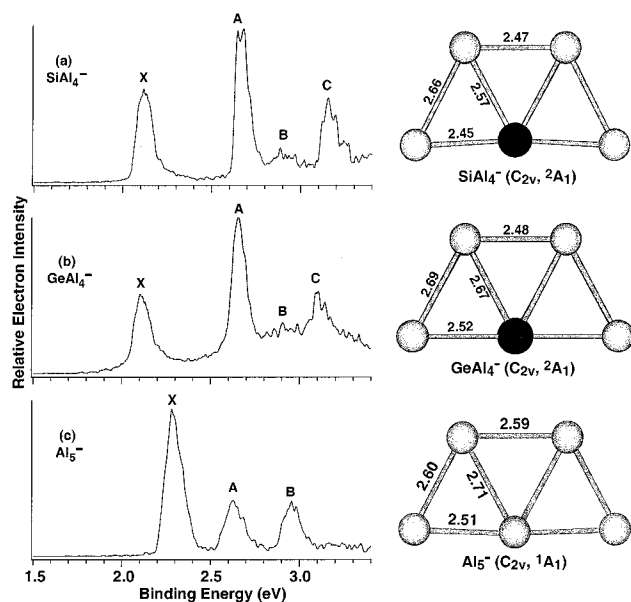 (a)
SiAl₄⁻
X
A
B
C
2.47
2.66
2.57
2.45
SiAl₄⁻ (C₂ᵥ, ²A₁)
(b)
GeAl₄⁻
X
A
B
C
2.48
2.69
2.67
2.52
GeAl₄⁻ (C₂ᵥ, ²A₁)
(c)
Al₅⁻
X
A
B
2.59
2.60
2.71
2.51
Al₅⁻ (C₂ᵥ, ¹A₁)
Relative Electron Intensity
1.5 2.0 2.5 3.0
Binding Energy (eV)